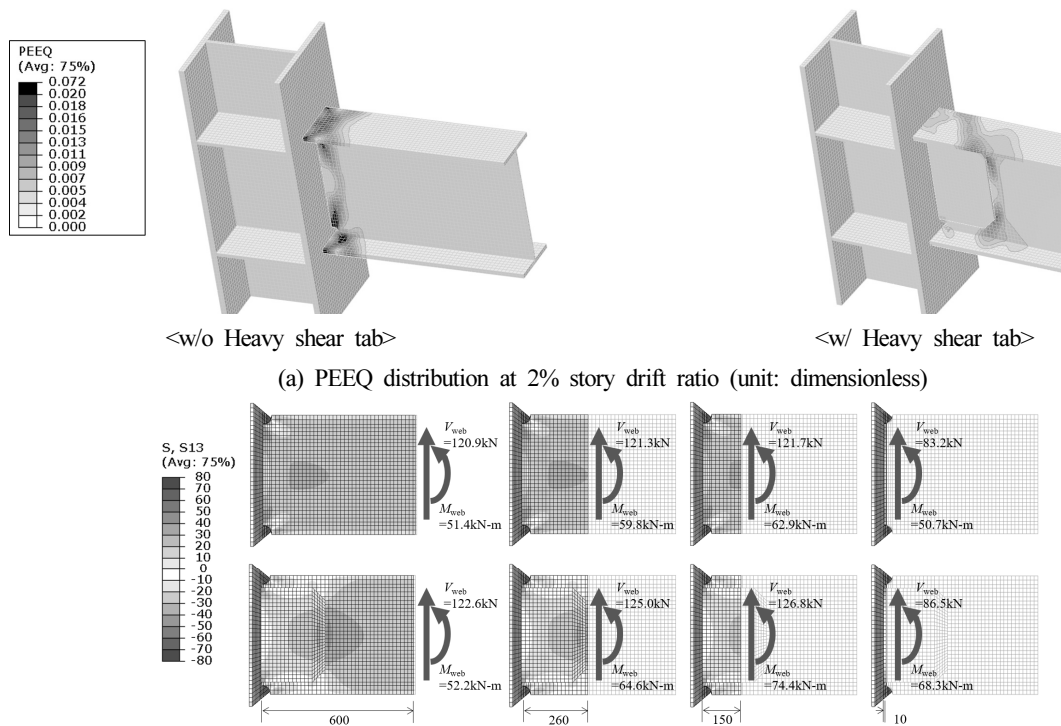 PEEQ
(Avg: 75%)
0.072
0.020
0.018
0.016
0.015
0.013
0.011
0.009
0.007
0.005
0.004
0.002
0.000
<w/o Heavy shear tab>
<w/ Heavy shear tab>
(a) PEEQ distribution at 2% story drift ratio (unit: dimensionless)
S, S13
(Avg: 75%)
80
70
60
50
40
30
20
10
0
-10
-20
-30
-40
-50
-60
-70
-80
Vweb
=120.9kN
Mweb
=51.4kN-m
Vweb
=121.3kN
Mweb
=59.8kN-m
Vweb
=121.7kN
Mweb
=62.9kN-m
Vweb
=83.2kN
Mweb
=50.7kN-m
Vweb
=122.6kN
Mweb
=52.2kN-m
Vweb
=125.0kN
Mweb
=64.6kN-m
Vweb
=126.8kN
Mweb
=74.4kN-m
Vweb
=86.5kN
Mweb
=68.3kN-m
600
260
150
10